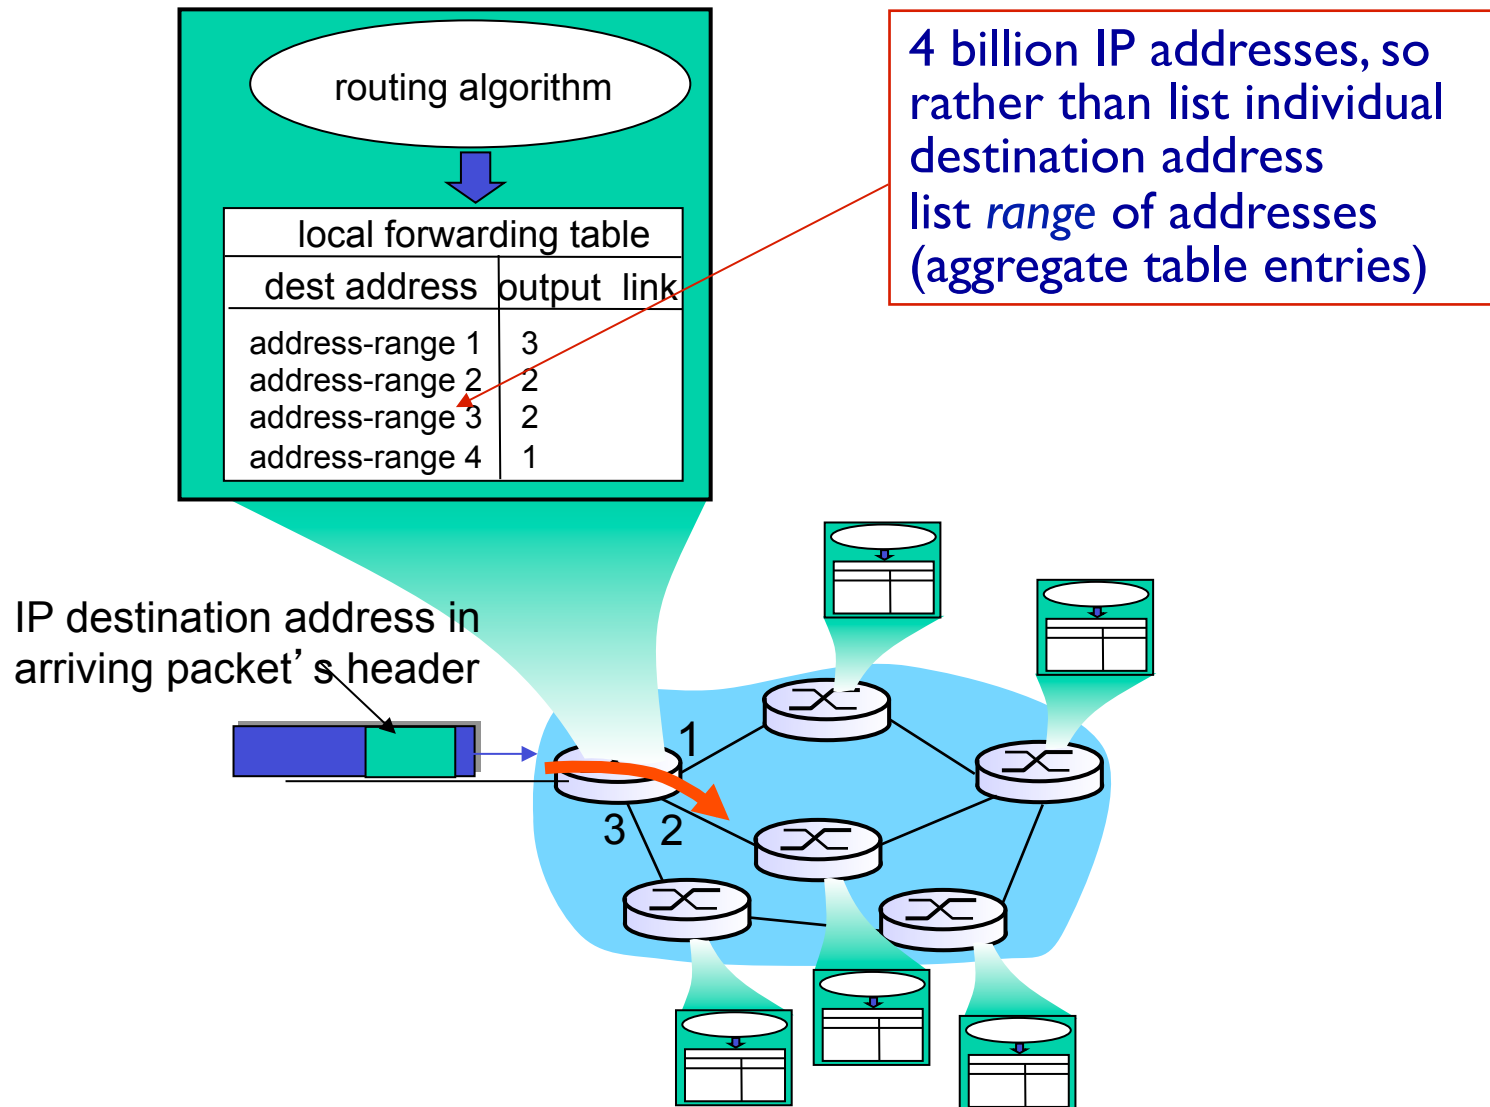 routing algorithm
local forwarding table
dest address output link
address-range 1 3
address-range 2 2
address-range 3 2
address-range 4 1
4 billion IP addresses, so
rather than list individual
destination address
list range of addresses
(aggregate table entries)
IP destination address in
arriving packet’s header
1
3 2